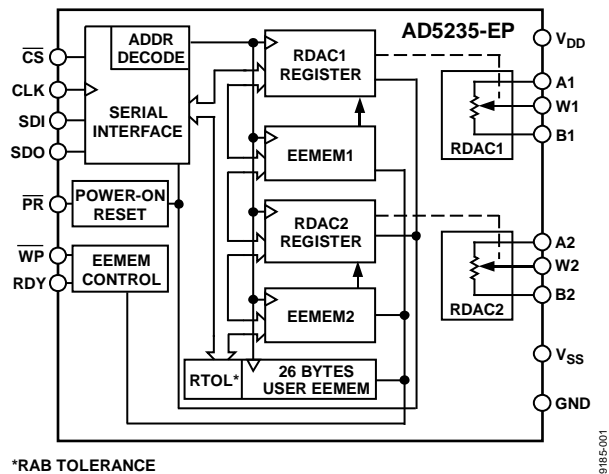 AD5235-EP
CS
CLK
SDI
SDO
PR
WP
RDY
ADDR
DECODE
SERIAL
INTERFACE
POWER-ON
RESET
EEMEM
CONTROL
RDAC1
REGISTER
EEMEM1
RDAC2
REGISTER
EEMEM2
RTOL*
26 BYTES
USER EEMEM
RDAC1
RDAC2
VDD
A1
W1
B1
A2
W2
B2
VSS
GND
*RAB TOLERANCE
9185-001